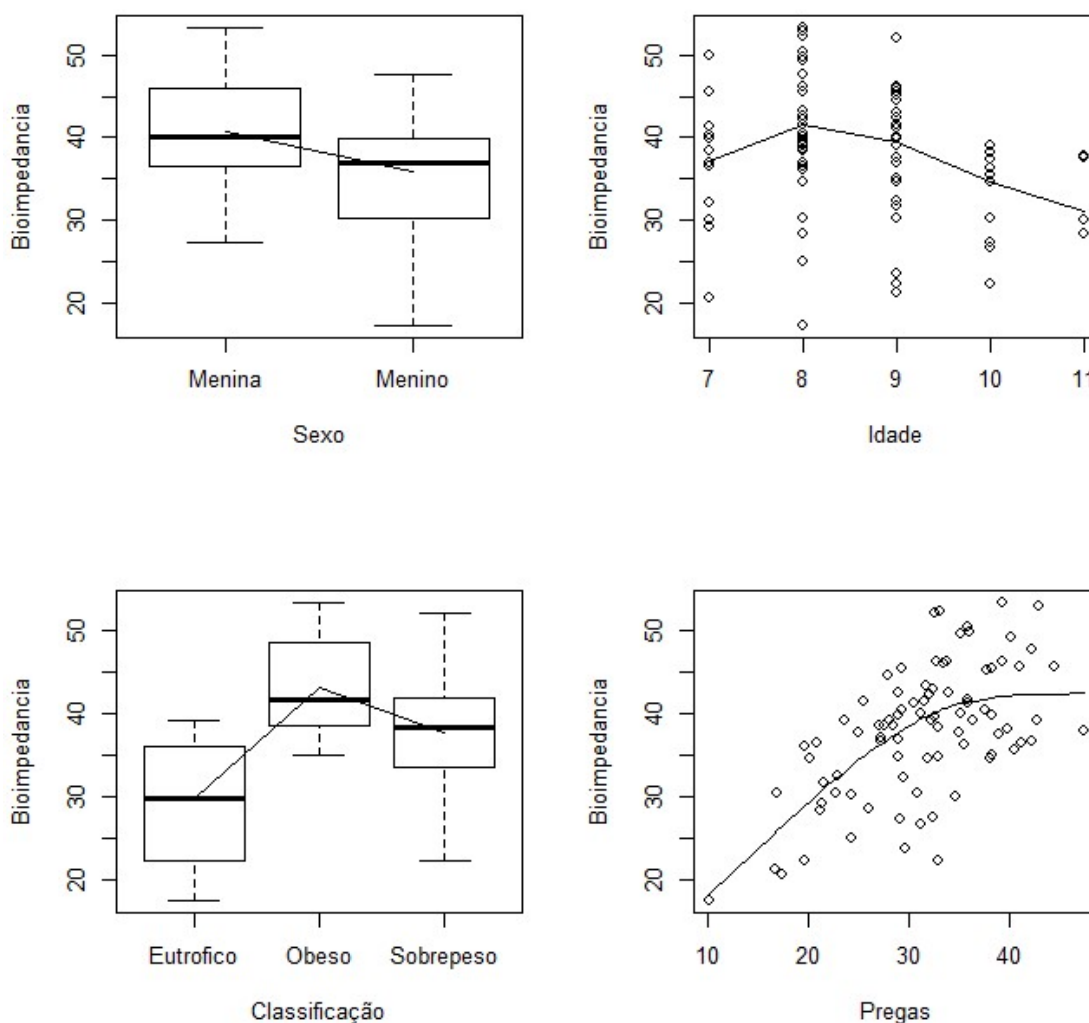 Bioimpedancia
50
40
30
20
Menina Menino
Sexo
Bioimpedancia
50
40
30
20
7 8 9 10 11
Idade
Bioimpedancia
50
40
30
20
Eutrofico Obeso Sobrepeso
Classificação
Bioimpedancia
50
40
30
20
10 20 30 40
Pregas